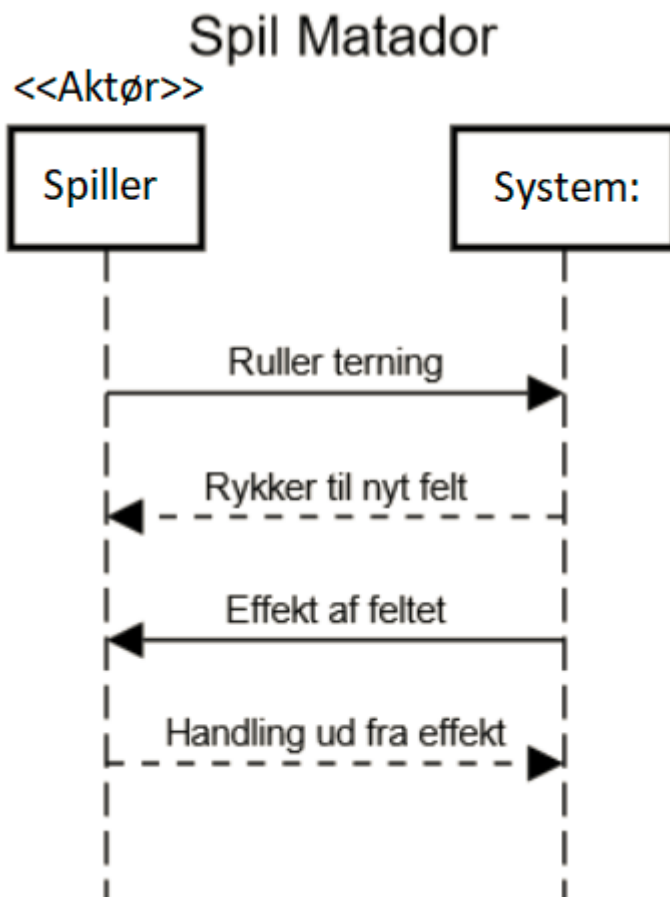 Spil Matador
<<Aktør>>
Spiller
System:
Ruller terning
Rykker til nyt felt
Effekt af feltet
Handling ud fra effekt